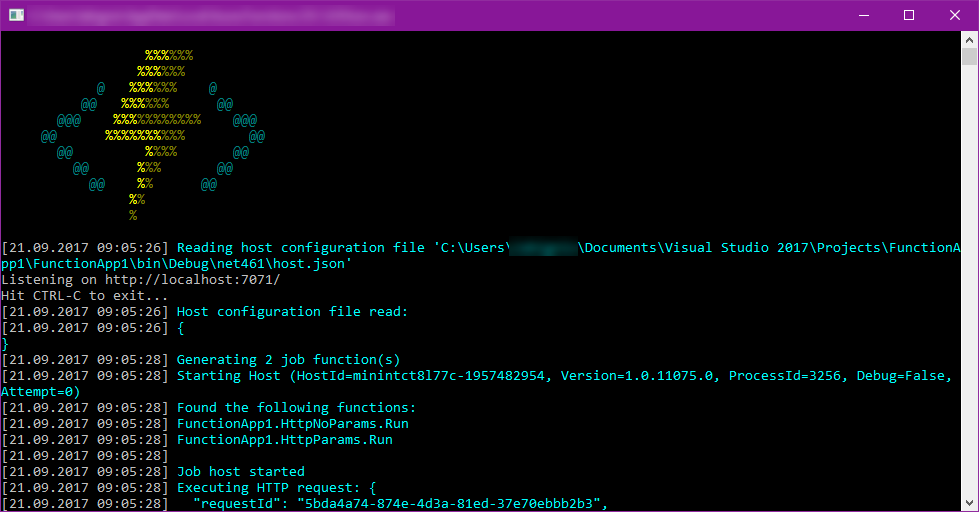 %%%%%%
%%%%%%
@ %%%%%% @
@@ %%%%%% @@
@@@ %%%%%%%%%%% @@@
@@ %%%%%%%%%% @@
@@ %%%% @@
@@ %%% @@
@@ %% @@
%%
%
[21.09.2017 09:05:26] Reading host configuration file 'C:\Users\ \Documents\Visual Studio 2017\Projects\FunctionA
pp1\FunctionApp1\bin\Debug\net461\host.json'
Listening on http://localhost:7071/
Hit CTRL-C to exit...
[21.09.2017 09:05:26] Host configuration file read:
[21.09.2017 09:05:26] {
}
[21.09.2017 09:05:28] Generating 2 job function(s)
[21.09.2017 09:05:28] Starting Host (HostId=minintct8l77c-1957482954, Version=1.0.11075.0, ProcessId=3256, Debug=False,
Attempt=0)
[21.09.2017 09:05:28] Found the following functions:
[21.09.2017 09:05:28] FunctionApp1.HttpNoParams.Run
[21.09.2017 09:05:28] FunctionApp1.HttpParams.Run
[21.09.2017 09:05:28]
[21.09.2017 09:05:28] Job host started
[21.09.2017 09:05:28] Executing HTTP request: {
[21.09.2017 09:05:28] "requestId": "5bda4a74-874e-4d3a-81ed-37e70ebbb2b3",